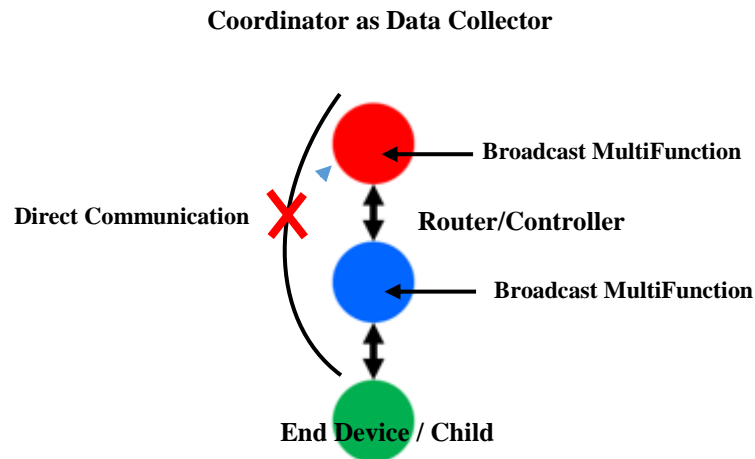 Coordinator as Data Collector
Broadcast MultiFunction
Direct Communication
Router/Controller
Broadcast MultiFunction
End Device / Child